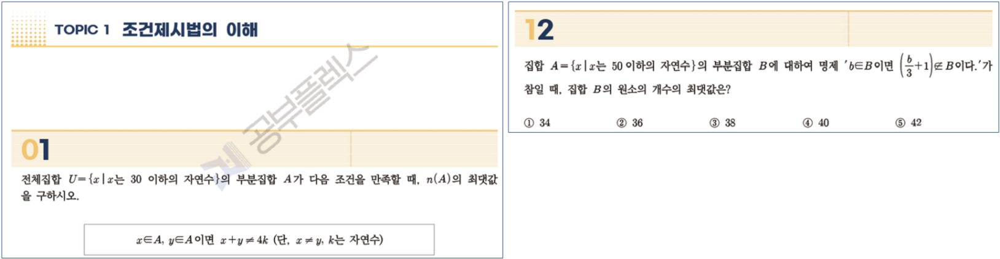 TOPIC 1 조건제시법의 이해
공부플렉스
01
전체집합 U={x|x는 30 이하의 자연수}의 부분집합 A가 다음 조건을 만족할 때, n(A)의 최댓값
을 구하시오.
x∈A, y∈A이면 x+y≠4k (단, x≠y, k는 자연수)
12
집합 A={x|x는 50이하의 자연수}의 부분집합 B에 대하여 명제 ′b∈B이면 (b/3+1)∉B이다.′가
참일 때, 집합 B의 원소의 개수의 최댓값은?
① 34 ② 36 ③ 38 ④ 40 ⑤ 42